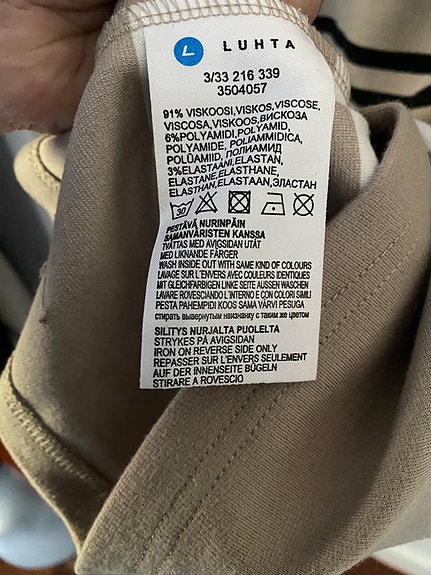 L LUHTA
3/33 216 339
3504057
91% VISKOOSI,VISKOS,VISCOSE,
VISCOSA,VISKOOS,ВИСКОЗА
6%POLYAMIDI,POLYAMID,
POLYAMIDE, POLIAMMIDICA,
POLÜAMIID, ПОЛИАМИД
3%ELASTAANI,ELASTAN,
ELASTANE,ELASTHANE,
ELASTHAN,ELASTAAN,ЭЛАСТАН
30
PESTÄVÄ NURINPÄIN
SAMANVÄRISTEN KANSSA
TVÄTTAS MED AVIGSIDAN UTÅT
MED LIKNANDE FÄRGER
WASH INSIDE OUT WITH SAME KIND OF COLOURS
LAVAGE SUR L'ENVERS AVEC COULEURS IDENTIQUES
MIT GLEICHFARBIGEN LINKE SEITE AUSSEN WASCHEN
LAVARE ROVESCIANDO L'INTERNO E CON COLORI SIMILI
PESTA PAHEMPIDI KOOS SAMA VÄRVI PESUGA
стирать вывернутым наизнанку с таким же цветом
SILITYS NURJALTA PUOLELTA
STRYKES PÅ AVIGSIDAN
IRON ON REVERSE SIDE ONLY
REPASSER SUR L'ENVERS SEULEMENT
AUF DER INNENSEITE BÜGELN
STIRARE A ROVESCIO